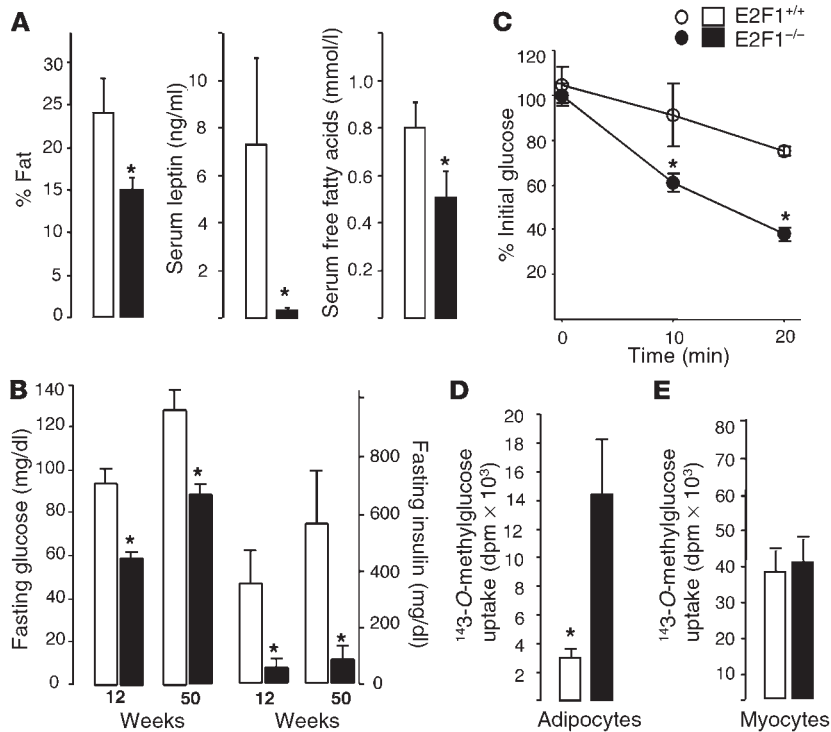 A
% Fat
30
25
20
15
10
5
0
*
Serum leptin (ng/ml)
10
8
6
4
2
*
Serum free fatty acids (mmol/l)
1.0
0.8
0.6
0.4
0.2
*
C
E2F1+/+
E2F1−/−
% Initial glucose
120
100
80
60
40
20
*
*
0 10 20
Time (min)
B
Fasting glucose (mg/dl)
140
120
100
80
60
40
20
0
*
*
*
*
12 50 12 50
Weeks Weeks
800
600
400
200
0
Fasting insulin (mg/dl)
D
¹⁴3-O-methylglucose
uptake (dpm × 10³)
20
18
16
14
12
10
8
6
4
2
*
Adipocytes
E
¹⁴3-O-methylglucose
uptake (dpm × 10³)
80
70
60
50
40
30
20
10
Myocytes